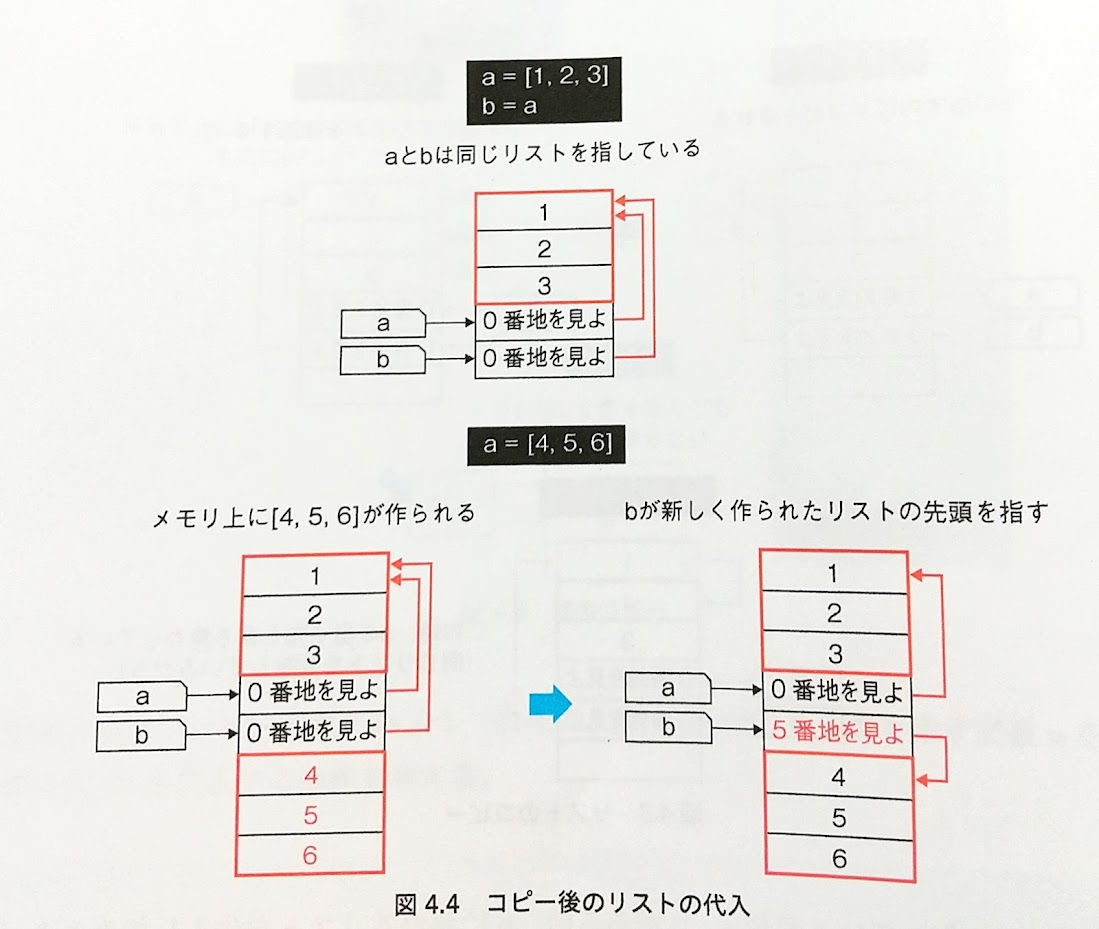 a = [1, 2, 3]
b = a
aとbは同じリストを指している
1
2
3
a
0 番地を見よ
b
0 番地を見よ
a = [4, 5, 6]
メモリ上に[4, 5, 6]が作られる
1
2
3
a
0 番地を見よ
b
0 番地を見よ
4
5
6
bが新しく作られたリストの先頭を指す
1
2
3
a
0 番地を見よ
b
5 番地を見よ
4
5
6
図 4.4 コピー後のリストの代入